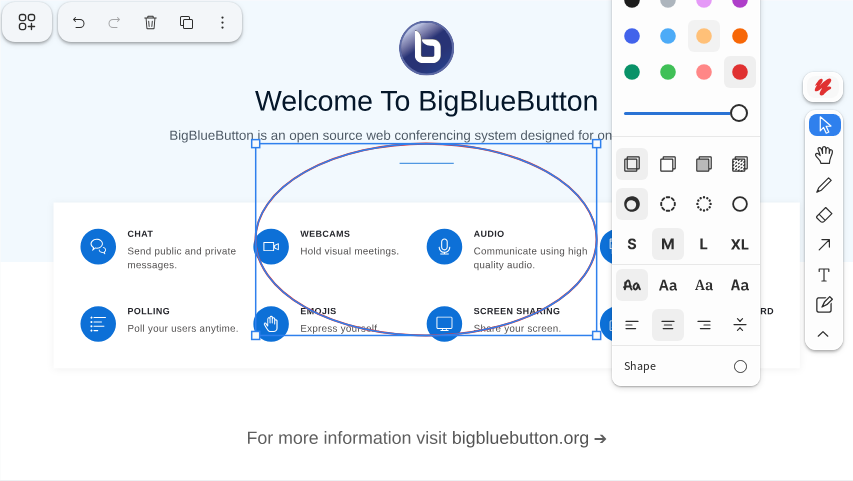 Welcome To BigBlueButton
BigBlueButton is an open source web conferencing system designed for on
CHAT
Send public and private
messages.
WEBCAMS
Hold visual meetings.
AUDIO
Communicate using high
quality audio.
POLLING
Poll your users anytime.
EMOJIS
Express yourself.
SCREEN SHARING
Share your screen.
RD
For more information visit bigbluebutton.org →
S M L XL
Aa Aa Aa Aa
Shape
T